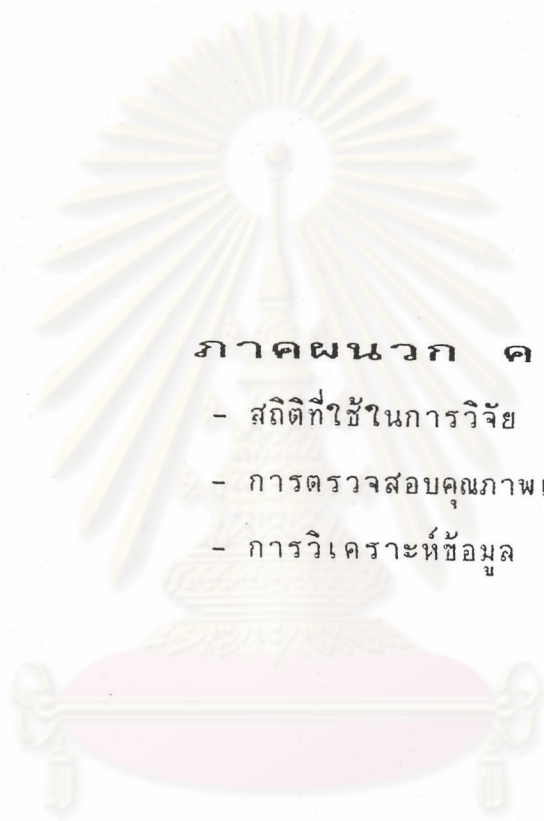 ภาคผนวก ค
- สถิติที่ใช้ในการวิจัย
- การตรวจสอบคุณภาพ
- การวิเคราะห์ข้อมูล